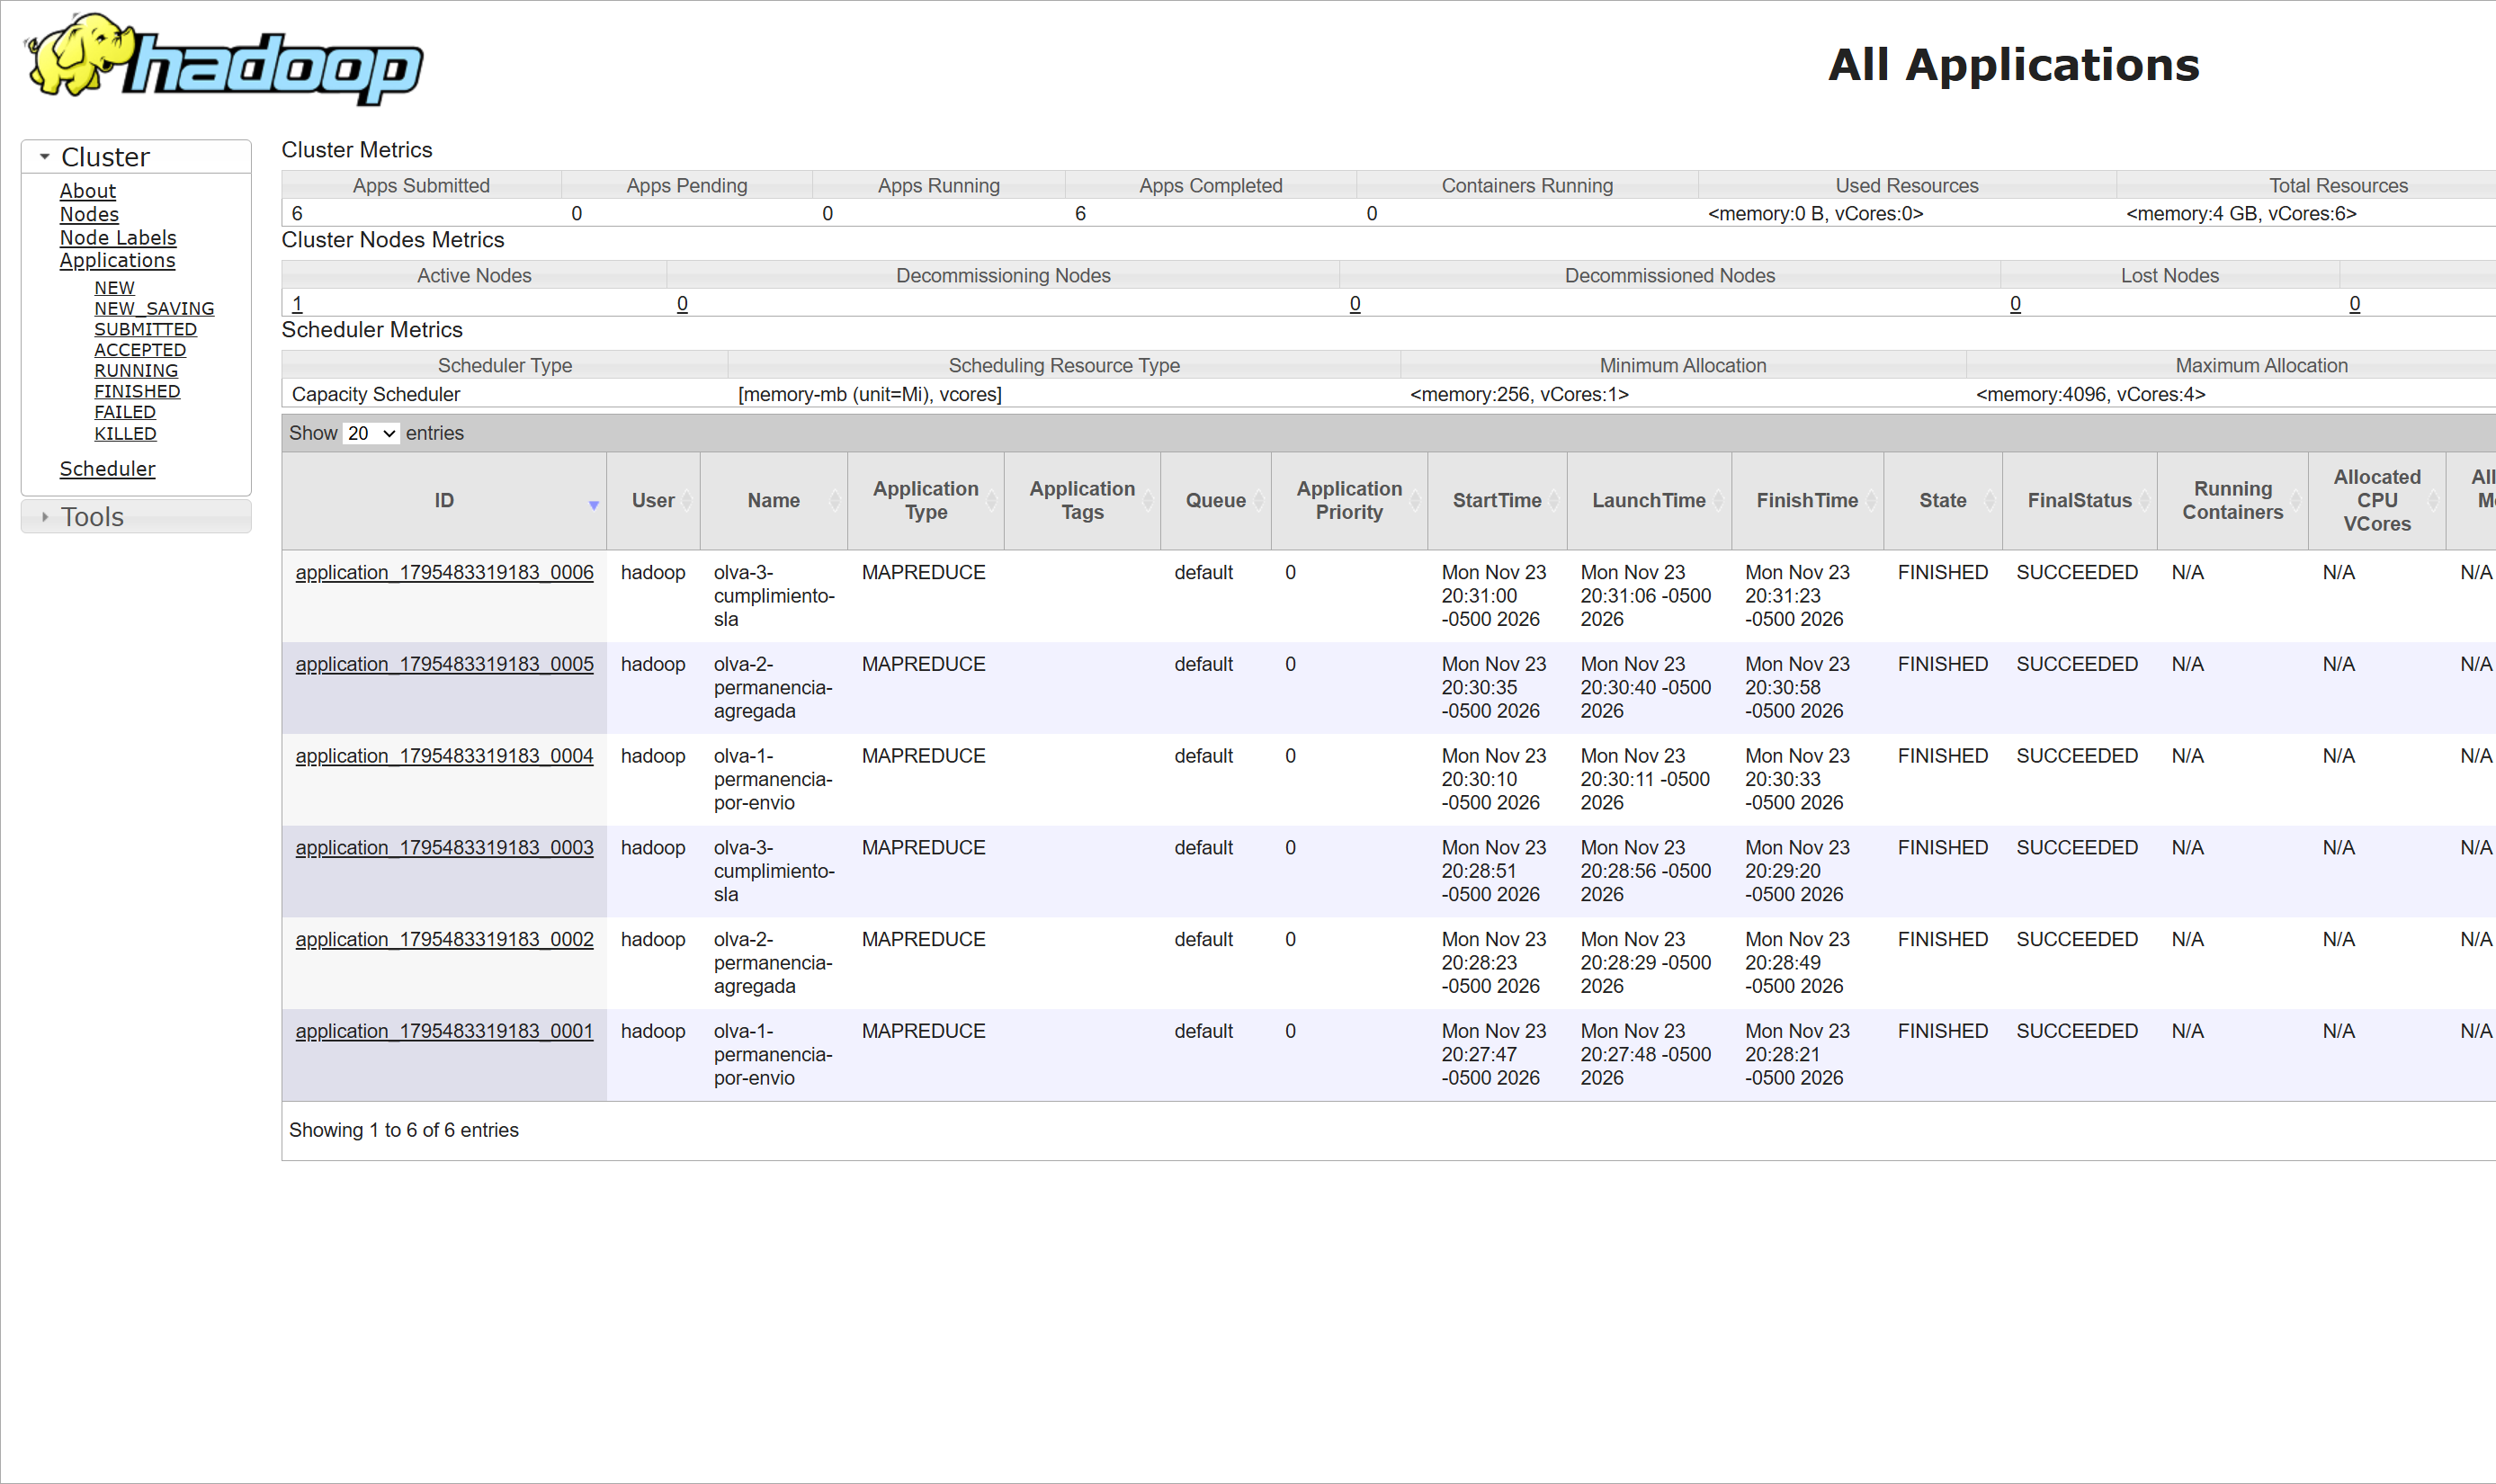 hadoop
All Applications
Cluster
About
Nodes
Node Labels
Applications
NEW
NEW_SAVING
SUBMITTED
ACCEPTED
RUNNING
FINISHED
FAILED
KILLED
Scheduler
Tools
Cluster Metrics
Apps Submitted Apps Pending Apps Running Apps Completed Containers Running Used Resources Total Resources
6 0 0 6 0 <memory:0 B, vCores:0> <memory:4 GB, vCores:6>
Cluster Nodes Metrics
Active Nodes Decommissioning Nodes Decommissioned Nodes Lost Nodes
1 0 0 0 0
Scheduler Metrics
Scheduler Type Scheduling Resource Type Minimum Allocation Maximum Allocation
Capacity Scheduler [memory-mb (unit=Mi), vcores] <memory:256, vCores:1> <memory:4096, vCores:4>
Show 20 entries
ID User Name Application Type Application Tags Queue Application Priority StartTime LaunchTime FinishTime State FinalStatus Running Containers Allocated CPU VCores
application_1795483319183_0006 hadoop olva-3- MAPREDUCE default 0 Mon Nov 23 Mon Nov 23 Mon Nov 23 FINISHED SUCCEEDED N/A N/A N/A
cumplimiento- 20:31:00 20:31:06 -0500 20:31:23
sla -0500 2026 2026 -0500 2026
application_1795483319183_0005 hadoop olva-2- MAPREDUCE default 0 Mon Nov 23 Mon Nov 23 Mon Nov 23 FINISHED SUCCEEDED N/A N/A N/A
permanencia- 20:30:35 20:30:40 -0500 20:30:58
agregada -0500 2026 2026 -0500 2026
application_1795483319183_0004 hadoop olva-1- MAPREDUCE default 0 Mon Nov 23 Mon Nov 23 Mon Nov 23 FINISHED SUCCEEDED N/A N/A N/A
permanencia- 20:30:10 20:30:11 -0500 20:30:33
por-envio -0500 2026 2026 -0500 2026
application_1795483319183_0003 hadoop olva-3- MAPREDUCE default 0 Mon Nov 23 Mon Nov 23 Mon Nov 23 FINISHED SUCCEEDED N/A N/A N/A
cumplimiento- 20:28:51 20:28:56 -0500 20:29:20
sla -0500 2026 2026 -0500 2026
application_1795483319183_0002 hadoop olva-2- MAPREDUCE default 0 Mon Nov 23 Mon Nov 23 Mon Nov 23 FINISHED SUCCEEDED N/A N/A N/A
permanencia- 20:28:23 20:28:29 -0500 20:28:49
agregada -0500 2026 2026 -0500 2026
application_1795483319183_0001 hadoop olva-1- MAPREDUCE default 0 Mon Nov 23 Mon Nov 23 Mon Nov 23 FINISHED SUCCEEDED N/A N/A N/A
permanencia- 20:27:47 20:27:48 -0500 20:28:21
por-envio -0500 2026 2026 -0500 2026
Showing 1 to 6 of 6 entries